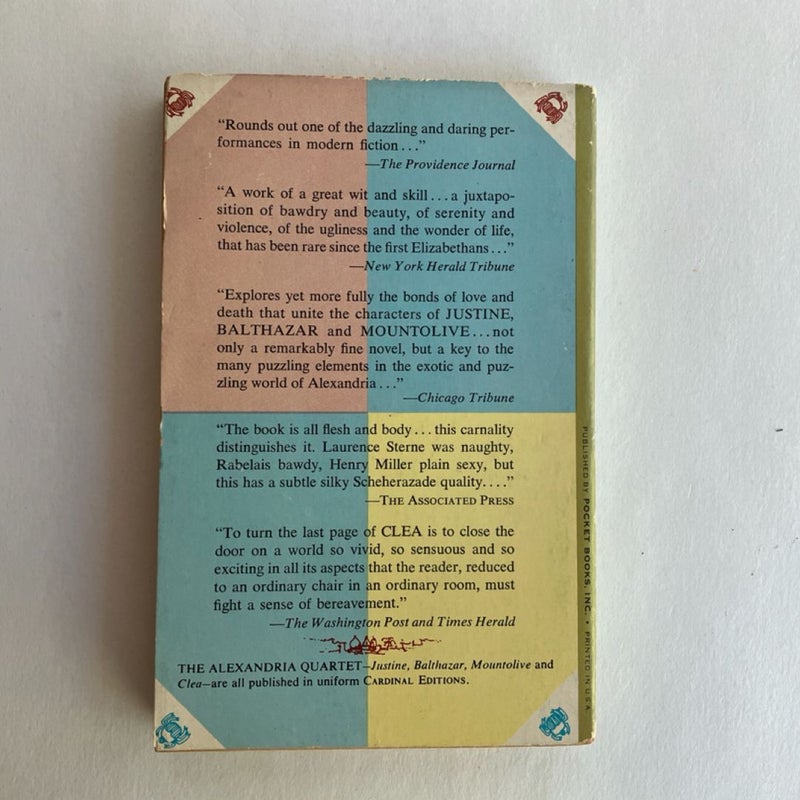 “Rounds out one of the dazzling and daring per-
formances in modern fiction . . .”
—The Providence Journal
“A work of a great wit and skill . . . a juxtapo-
sition of bawdry and beauty, of serenity and
violence, of the ugliness and the wonder of life,
that has been rare since the first Elizabethans . . .”
—New York Herald Tribune
“Explores yet more fully the bonds of love and
death that unite the characters of JUSTINE,
BALTHAZAR and MOUNTOLIVE . . . not
only a remarkably fine novel, but a key to the
many puzzling elements in the exotic and puz-
zling world of Alexandria . . .”
—Chicago Tribune
“The book is all flesh and body . . . this carnality
distinguishes it. Laurence Sterne was naughty,
Rabelais bawdy, Henry Miller plain sexy, but
this has a subtle silky Scheherazade quality. . . .”
—THE ASSOCIATED PRESS
“To turn the last page of CLEA is to close the
door on a world so vivid, so sensuous and so
exciting in all its aspects that the reader, reduced
to an ordinary chair in an ordinary room, must
fight a sense of bereavement.”
—The Washington Post and Times Herald
THE ALEXANDRIA QUARTET—Justine, Balthazar, Mountolive and
Clea—are all published in uniform CARDINAL EDITIONS.
PUBLISHED BY POCKET BOOKS, INC. • PRINTED IN U.S.A.